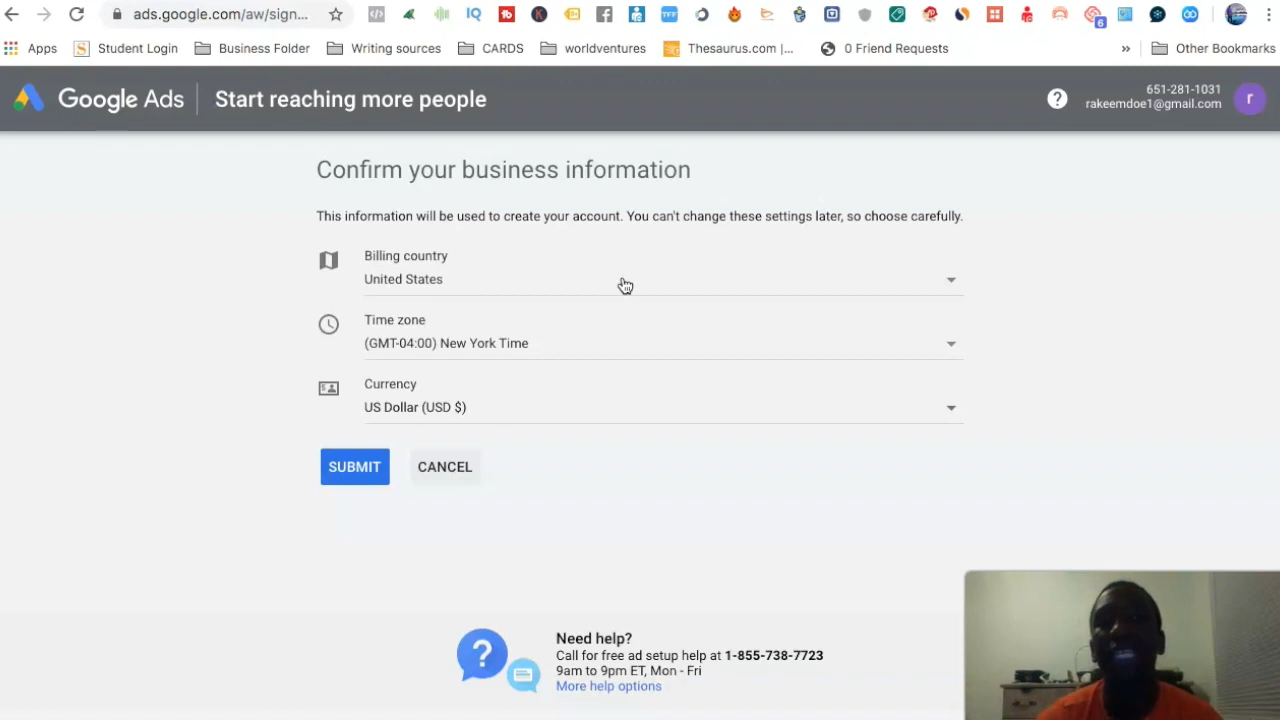 ads.google.com/aw/sign...
IQ
TFF
6
Apps
Student Login
Business Folder
Writing sources
CARDS
worldventures
Thesaurus.com |...
0 Friend Requests
»
Other Bookmarks
Google Ads
Start reaching more people
651-281-1031
rakeemdoe1@gmail.com
r
Confirm your business information
This information will be used to create your account. You can't change these settings later, so choose carefully.
Billing country
United States
Time zone
(GMT-04:00) New York Time
Currency
US Dollar (USD $)
SUBMIT
CANCEL
Need help?
Call for free ad setup help at 1-855-738-7723
9am to 9pm ET, Mon - Fri
More help options